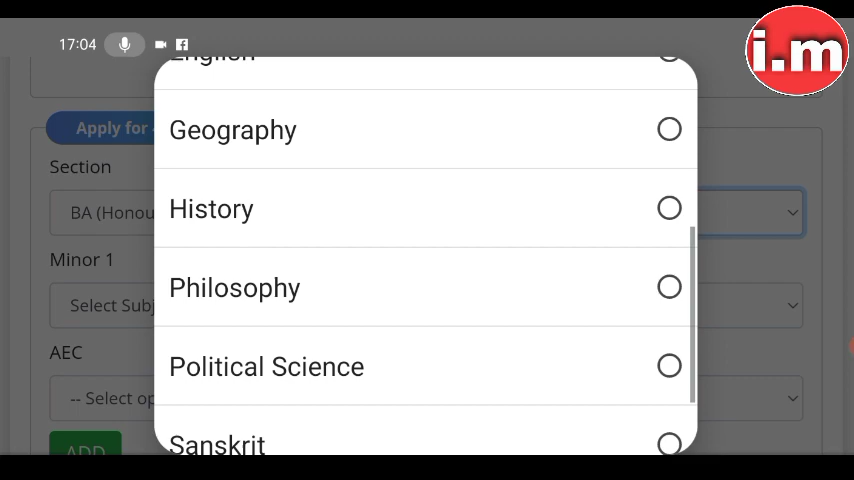 17:04
i.m
English
Geography
Apply for
Section
BA (Honou
History
Minor 1
Philosophy
Select Subj
AEC
Political Science
-- Select op
Sanskrit
ADD